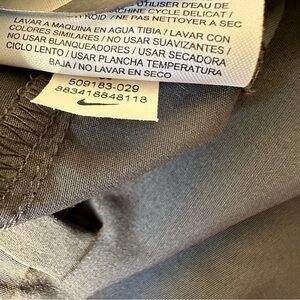 UTILISER D'EAU DE
MACHINE CYCLE DELICAT /
FROID / NE PAS NETTOYER A SEC
LAVAR A MAQUINA EN AGUA TIBIA / LAVAR CON
COLORES SIMILARES / NO USAR SUAVIZANTES /
NO USAR BLANQUEADORES / USAR SECADORA
CICLO LENTO / USAR PLANCHA TEMPERATURA
BAJA / NO LAVAR EN SECO
509183-029
883418848118